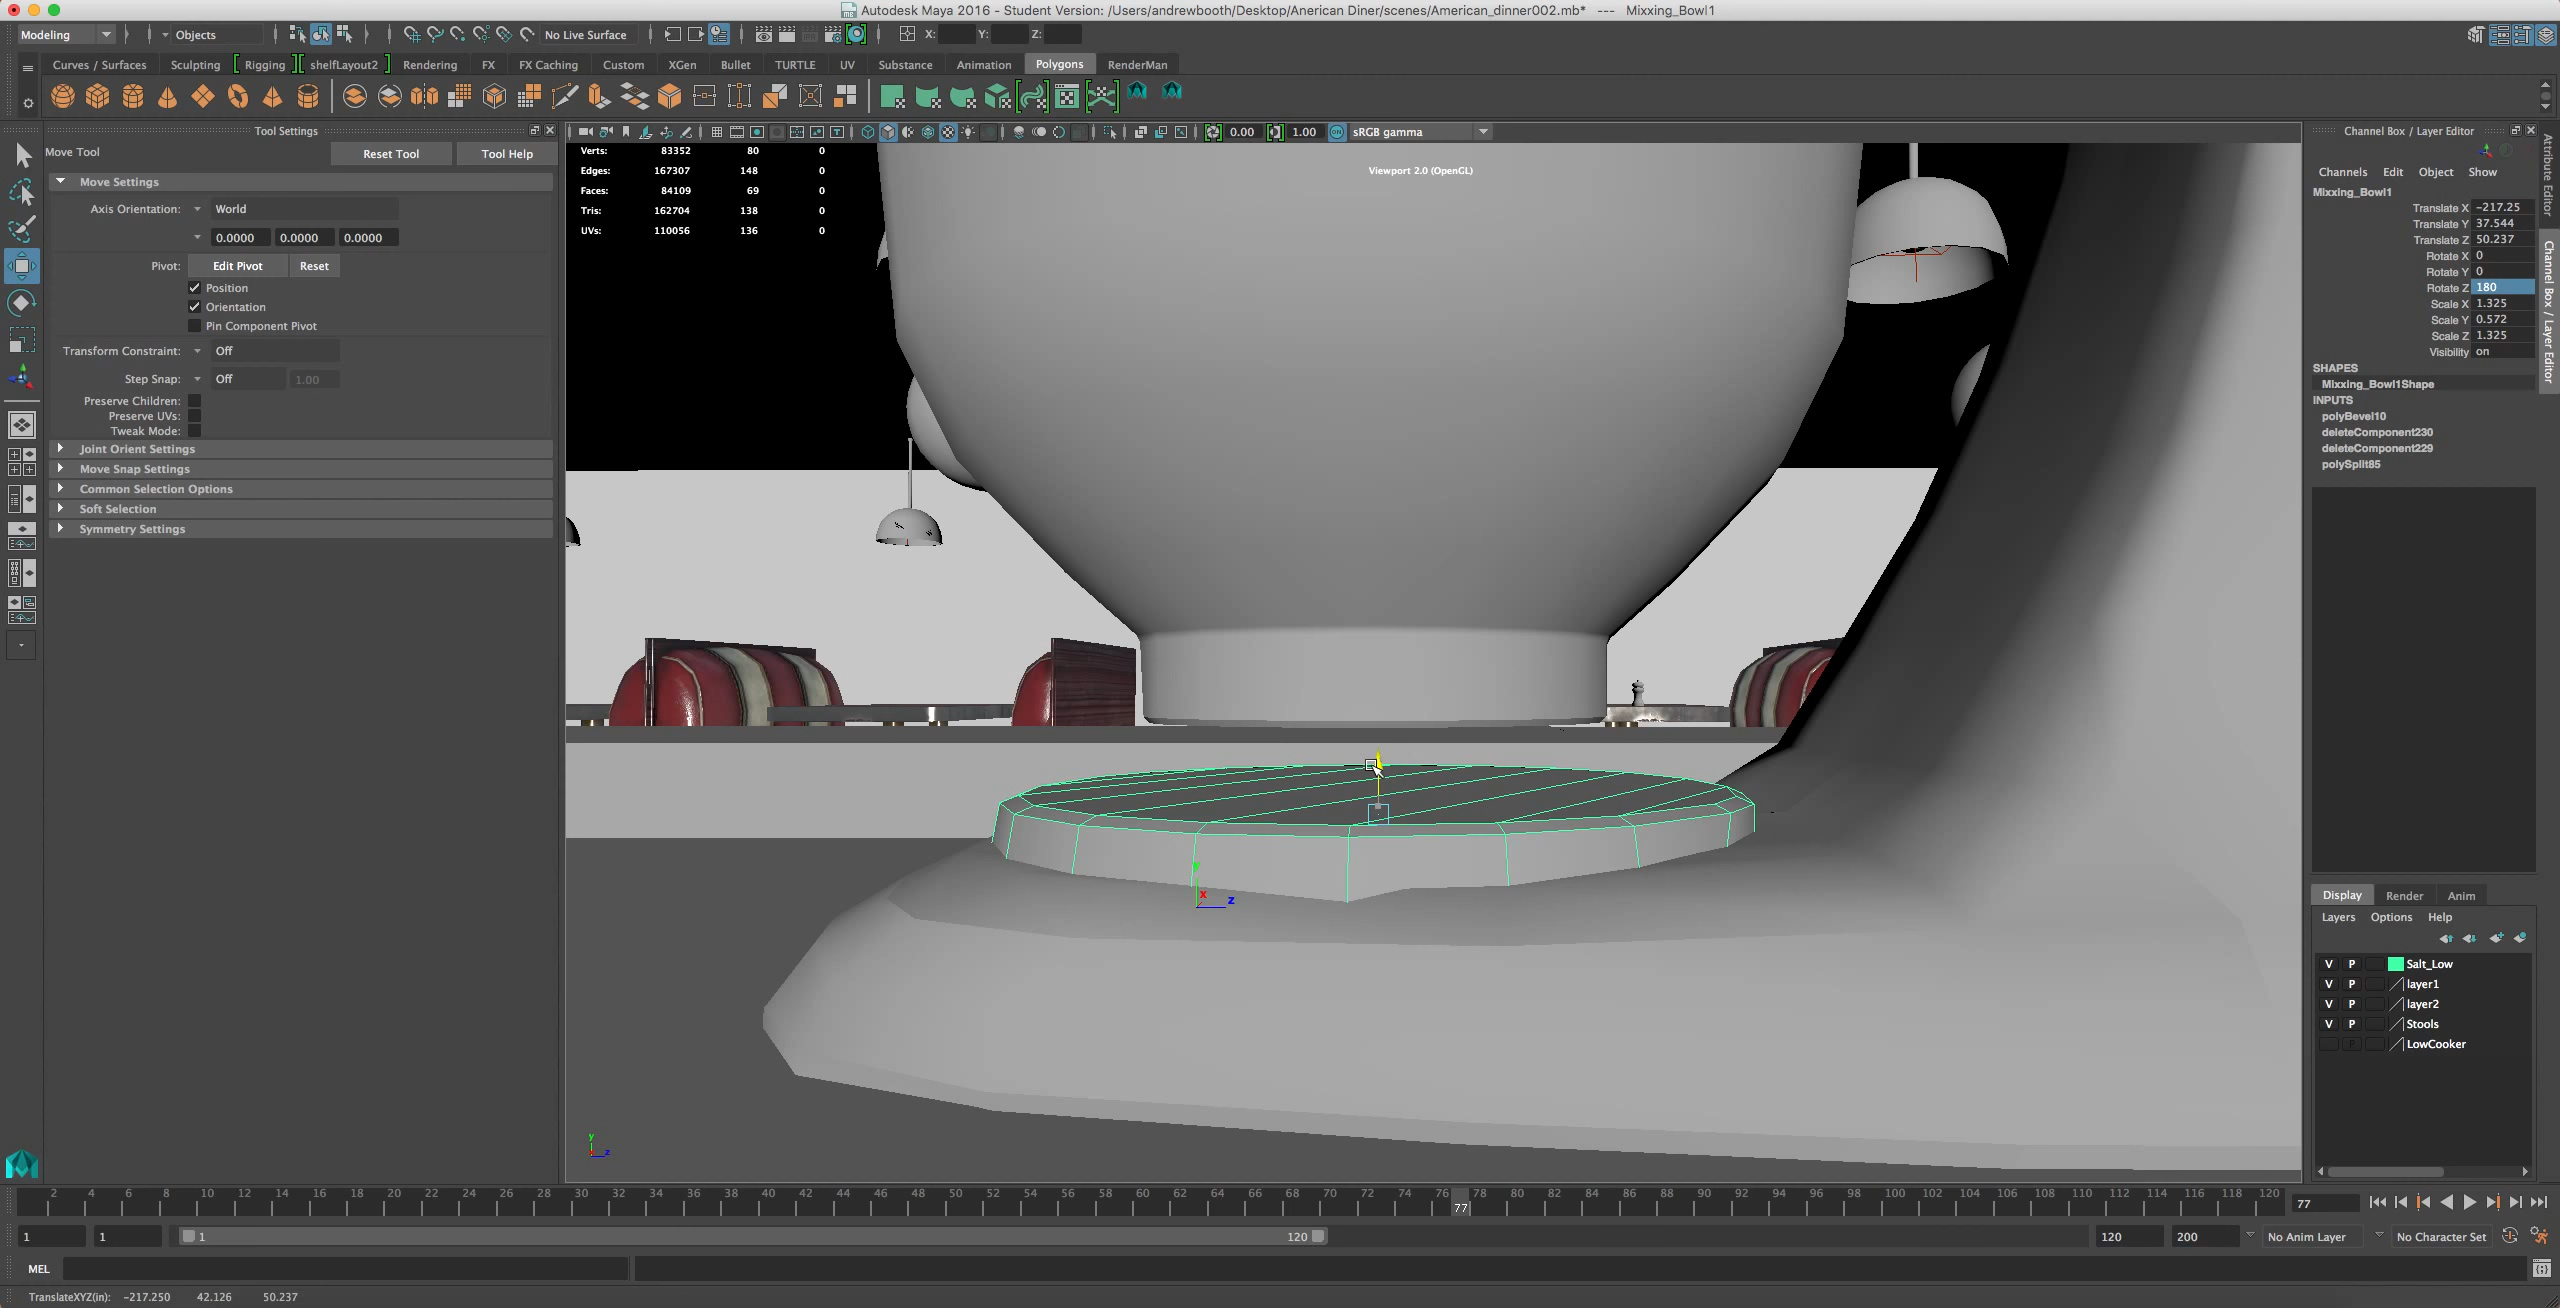 Autodesk Maya 2016 - Student Version: /Users/andrewbooth/Desktop/Anerican Diner/scenes/American_dinner002.mb* --- Mixxing_Bowl1
Modeling Objects No Live Surface X: Y: Z:
Curves / Surfaces Sculpting Rigging shelfLayout2 Rendering FX FX Caching Custom XGen Bullet TURTLE UV Substance Animation Polygons RenderMan
Tool Settings
Move Tool Reset Tool Tool Help
Move Settings
Axis Orientation: World
0.0000 0.0000 0.0000
Pivot: Edit Pivot Reset
Position
Orientation
Pin Component Pivot
Transform Constraint: Off
Step Snap: Off 1.00
Preserve Children:
Preserve UVs:
Tweak Mode:
Joint Orient Settings
Move Snap Settings
Common Selection Options
Soft Selection
Symmetry Settings
0.00 1.00 ON sRGB gamma
Verts: 83352 80 0
Edges: 167307 148 0
Faces: 84109 69 0
Tris: 162704 138 0
UVs: 110056 136 0
Viewport 2.0 (OpenGL)
y
x
z
y
z
Channel Box / Layer Editor
Channels Edit Object Show
Mixxing_Bowl1
Translate X -217.25
Translate Y 37.544
Translate Z 50.237
Rotate X 0
Rotate Y 0
Rotate Z 180
Scale X 1.325
Scale Y 0.572
Scale Z 1.325
Visibility on
SHAPES
Mixxing_Bowl1Shape
INPUTS
polyBevel10
deleteComponent230
deleteComponent229
polySplit85
Attribute Editor
Channel Box / Layer Editor
Display Render Anim
Layers Options Help
V P Salt_Low
V P layer1
V P layer2
V P Stools
P LowCooker
2 4 6 8 10 12 14 16 18 20 22 24 26 28 30 32 34 36 38 40 42 44 46 48 50 52 54 56 58 60 62 64 66 68 70 72 74 76 78 80 82 84 86 88 90 92 94 96 98 100 102 104 106 108 110 112 114 116 118 120
77 77
1 1 1 120 120 200 No Anim Layer No Character Set
MEL
TranslateXYZ(in): -217.250 42.126 50.237